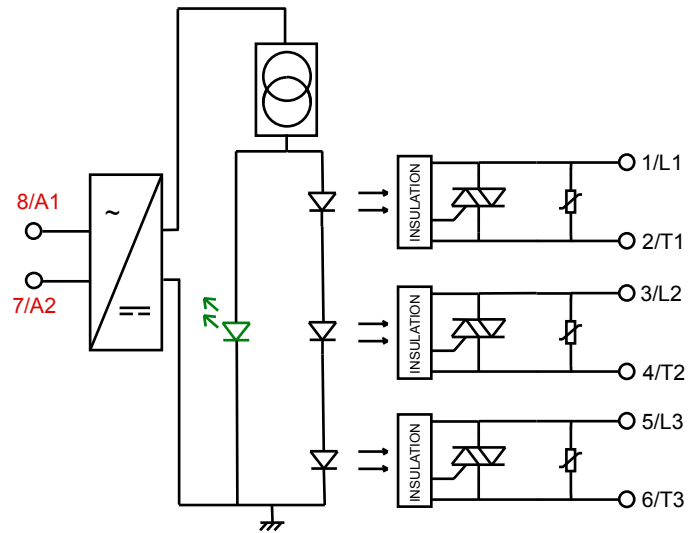 1/L1
INSULATION
8/A1
~
2/T1
7/A2
3/L2
INSULATION
4/T2
5/L3
INSULATION
6/T3